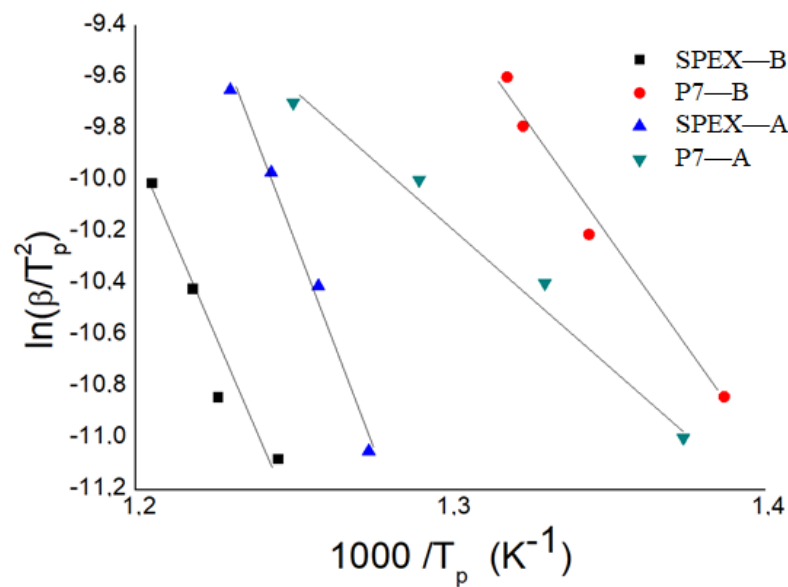 -9.4
-9.6
-9.8
-10.0
-10.2
-10.4
-10.6
-10.8
-11.0
-11.2
ln(β/T_p^2)
SPEX—B
P7—B
SPEX—A
P7—A
1,2 1,3 1,4
1000 /T_p (K^-1)